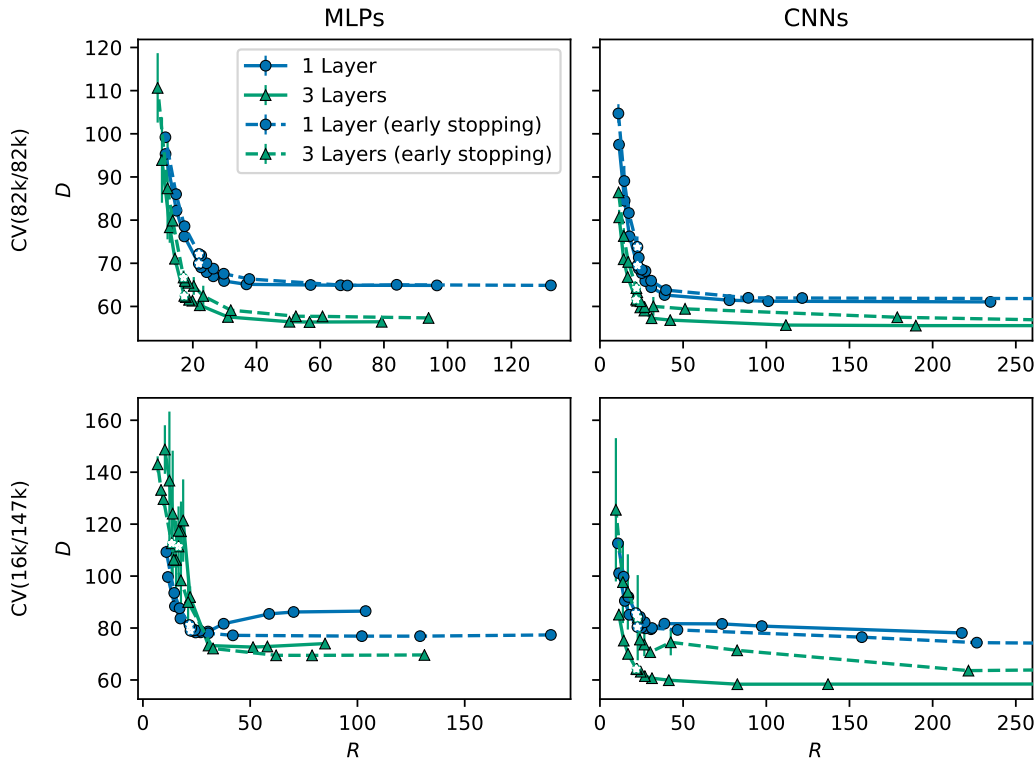 MLPs CNNs
120
110
100
90
80
70
60
CV(82k/82k)
D
1 Layer
3 Layers
1 Layer (early stopping)
3 Layers (early stopping)
20 40 60 80 100 120
0 50 100 150 200 250
160
140
120
100
80
60
CV(16k/147k)
D
0 50 100 150
R
0 50 100 150 200 250
R